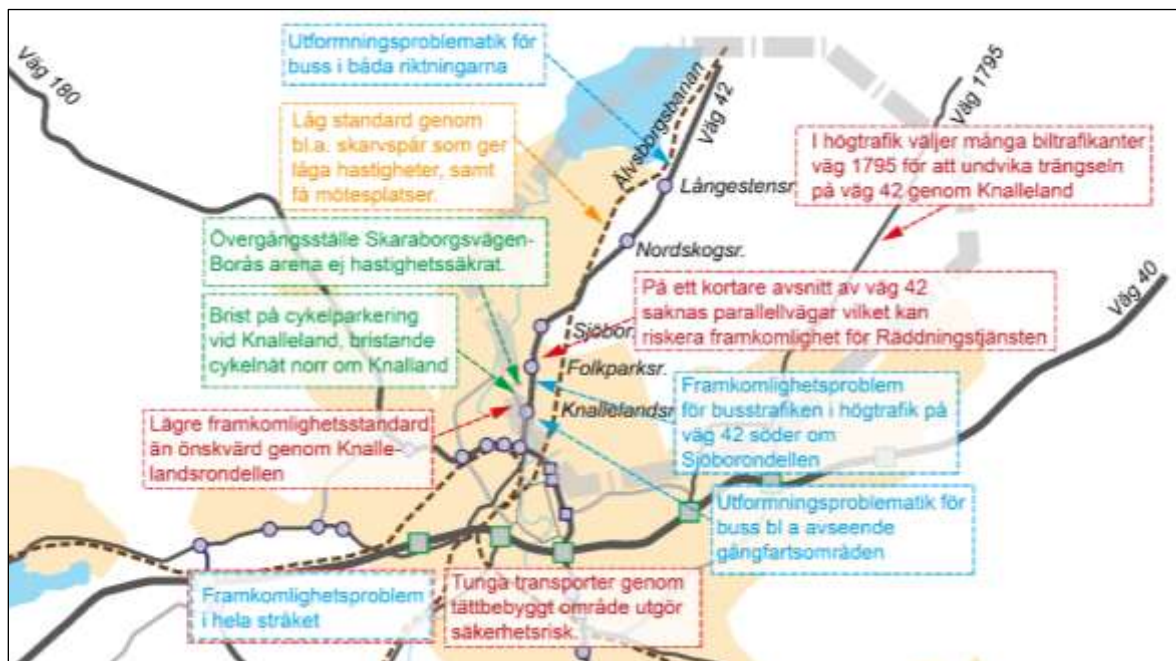 Väg 180
Utformningsproblematik för
buss i båda riktningarna
Älvsborgsbanan
Väg 42
Väg 1795
Låg standard genom
bl.a. skarvspår som ger
låga hastigheter, samt
få mötesplatser.
I högtrafik väljer många biltrafikanter
väg 1795 för att undvika trängseln
på väg 42 genom Knalleland
Långestensr
Övergångsställe Skaraborgsvägen-
Borås arena ej hastighetssäkrat.
Nordskogsr.
Väg 40
På ett kortare avsnitt av väg 42
saknas parallellvägar vilket kan
riskera framkomlighet för Räddningstjänsten
Brist på cykelparkering
vid Knalleland, bristande
cykelnät norr om Knalland
Sjöbor.
Folkparksr.
Knallelandsr
Framkomlighetsproblem
för busstrafiken i högtrafik på
väg 42 söder om
Sjöborondellen
Lägre framkomlighetsstandard
än önskvärd genom Knalle-
landsrondellen
Utformningsproblematik för
buss bl a avseende
gångfartsområden
Framkomlighetsproblem
i hela stråket
Tunga transporter genom
tättbebyggt område utgör
säkerhetsrisk.